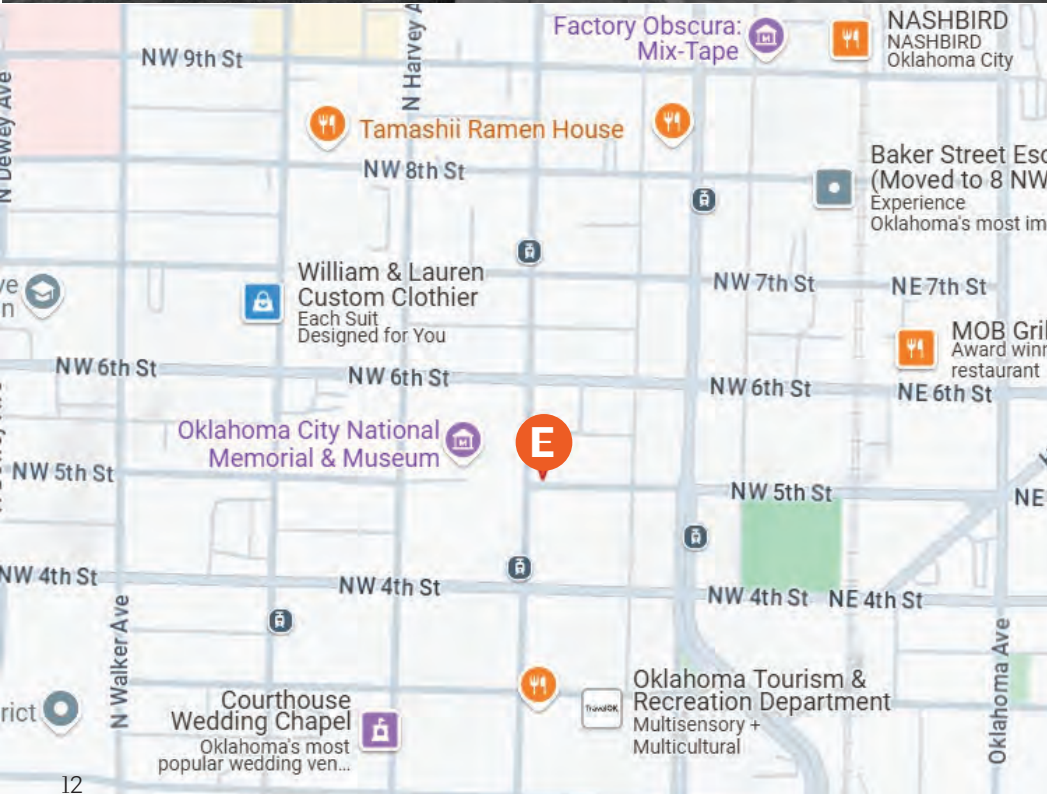 Factory Obscura:
Mix-Tape
NASHBIRD
NASHBIRD
Oklahoma City
NW 9th St
N Harvey A
N Dewey Ave
Tamashii Ramen House
NW 8th St
Baker Street Esc
(Moved to 8 NW
Experience
Oklahoma's most im
William & Lauren
Custom Clothier
Each Suit
Designed for You
NW 7th St
NE 7th St
ve
n
MOB Gril
Award winn
restaurant
NW 6th St
NW 6th St
NW 6th St
NE 6th St
Oklahoma City National
Memorial & Museum
E
NW 5th St
NW 5th St
NE
NW 4th St
NW 4th St
NW 4th St
NE 4th St
N Walker Ave
Oklahoma Ave
rict
Courthouse
Wedding Chapel
Oklahoma's most
popular wedding ven...
TravelOK
Oklahoma Tourism &
Recreation Department
Multisensory +
Multicultural
12